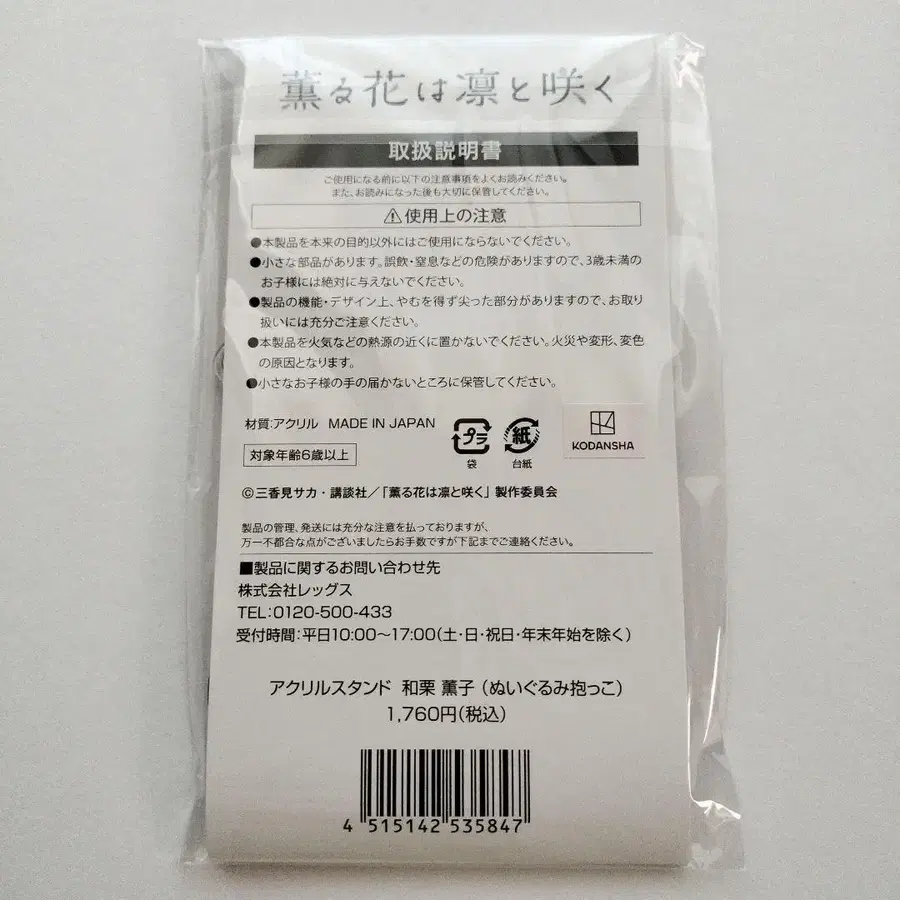 薫る花は凛と咲く
取扱説明書
ご使用になる前に以下の注意事項をよくお読みください。
また、お読みになった後も大切に保管してください。
⚠使用上の注意
●本製品を本来の目的以外にはご使用にならないでください。
●小さな部品があります。誤飲・窒息などの危険がありますので、3歳未満の
お子様には絶対に与えないでください。
●製品の機能・デザイン上、やむを得ず尖った部分がありますので、お取り
扱いには充分ご注意ください。
●本製品を火気などの熱源の近くに置かないでください。火災や変形、変色
の原因となります。
●小さなお子様の手の届かないところに保管してください。
材質:アクリル MADE IN JAPAN
対象年齢6歳以上
プラ
袋
紙
台紙
KODANSHA
©三香見サカ・講談社/「薫る花は凛と咲く」製作委員会
製品の管理、発送には充分な注意を払っておりますが、
万一不都合な点がございましたらお手数ですが下記までご連絡ください。
■製品に関するお問い合わせ先
株式会社レッグス
TEL:0120-500-433
受付時間:平日10:00〜17:00(土・日・祝日・年末年始を除く)
アクリルスタンド 和栗 薫子 (ぬいぐるみ抱っこ)
1,760円(税込)
4 515142 535847